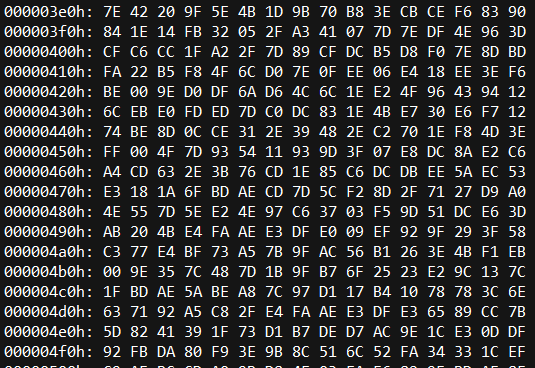 000003e0h: 7E 42 20 9F 5E 4B 1D 9B 70 B8 3E CB CE F6 83 90
000003f0h: 84 1E 14 FB 32 05 2F A3 41 07 7D 7E DF 4E 96 3D
00000400h: CF C6 CC 1F A2 2F 7D 89 CF DC B5 D8 F0 7E 8D BD
00000410h: FA 22 B5 F8 4F 6C D0 7E 0F EE 06 E4 18 EE 3E F6
00000420h: BE 00 9E D0 DF 6A D6 4C 6C 1E E2 4F 96 43 94 12
00000430h: 6C EB E0 FD ED 7D C0 DC 83 1E 4B E7 30 E6 F7 12
00000440h: 74 BE 8D 0C CE 31 2E 39 48 2E C2 70 1E F8 4D 3E
00000450h: FF 00 4F 7D 93 54 11 93 9D 3F 07 E8 DC 8A E2 C6
00000460h: A4 CD 63 2E 3B 76 CD 1E 85 C6 DC DB EE 5A EC 53
00000470h: E3 18 1A 6F BD AE CD 7D 5C F2 8D 2F 71 27 D9 A0
00000480h: 4E 55 7D 5E E2 4E 97 C6 37 03 F5 9D 51 DC E6 3D
00000490h: AB 20 4B E4 FA AE E3 DF E0 09 EF 92 9F 29 3F 58
000004a0h: C3 77 E4 BF 73 A5 7B 9F AC 56 B1 26 3E 4B F1 EB
000004b0h: 00 9E 35 7C 48 7D 1B 9F B7 6F 25 23 E2 9C 13 7C
000004c0h: 1F BD AE 5A BE A8 7C 97 D1 17 B4 10 78 78 3C 6E
000004d0h: 63 71 92 A5 C8 2F E4 FA AE E3 DF E3 65 89 CC 7B
000004e0h: 5D 82 41 39 1F 73 D1 B7 DE D7 AC 9E 1C E3 0D DF
000004f0h: 92 FB DA 80 F9 3E 9B 8C 51 6C 52 FA 34 33 1C EF